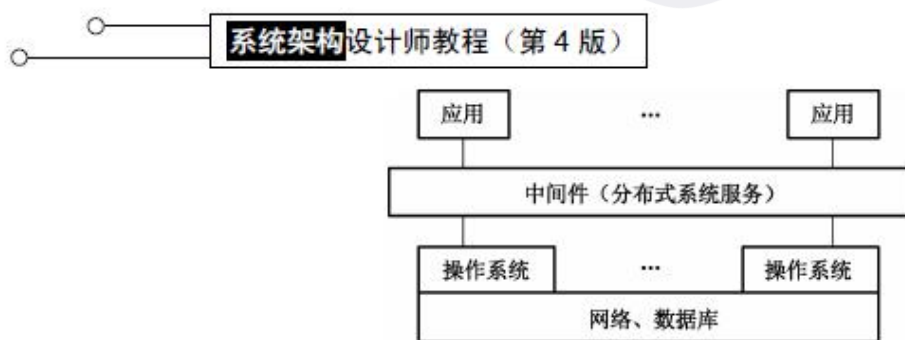 系统架构设计师教程（第 4 版）
应用 … 应用
中间件（分布式系统服务）
操作系统 … 操作系统
网络、数据库